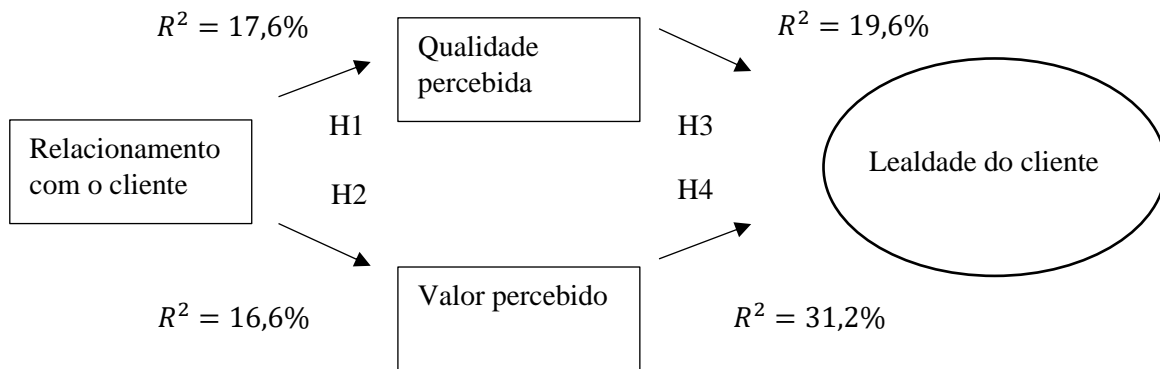 R² = 17,6%
Qualidade
percebida
R² = 19,6%
H1
H3
Relacionamento
com o cliente
Lealdade do cliente
H2
H4
Valor percebido
R² = 16,6%
R² = 31,2%